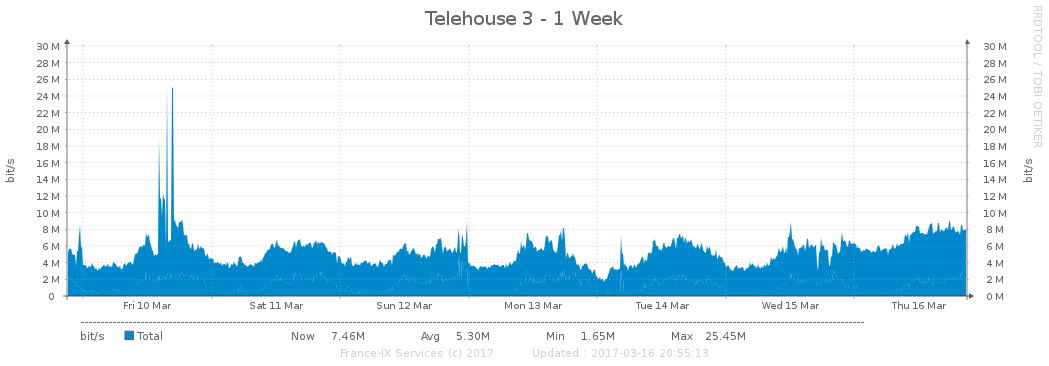 Telehouse 3 - 1 Week
RRDTOOL / TOBI OETIKER
bit/s
30 M
28 M
26 M
24 M
22 M
20 M
18 M
16 M
14 M
12 M
10 M
8 M
6 M
4 M
2 M
0
30 M
28 M
26 M
24 M
22 M
20 M
18 M
16 M
14 M
12 M
10 M
8 M
6 M
4 M
2 M
0 M
bit/s
Fri 10 Mar Sat 11 Mar Sun 12 Mar Mon 13 Mar Tue 14 Mar Wed 15 Mar Thu 16 Mar
bit/s Total Now 7.46M Avg 5.30M Min 1.65M Max 25.45M
France-IX Services (c) 2017 Updated : 2017-03-16 20:55:13